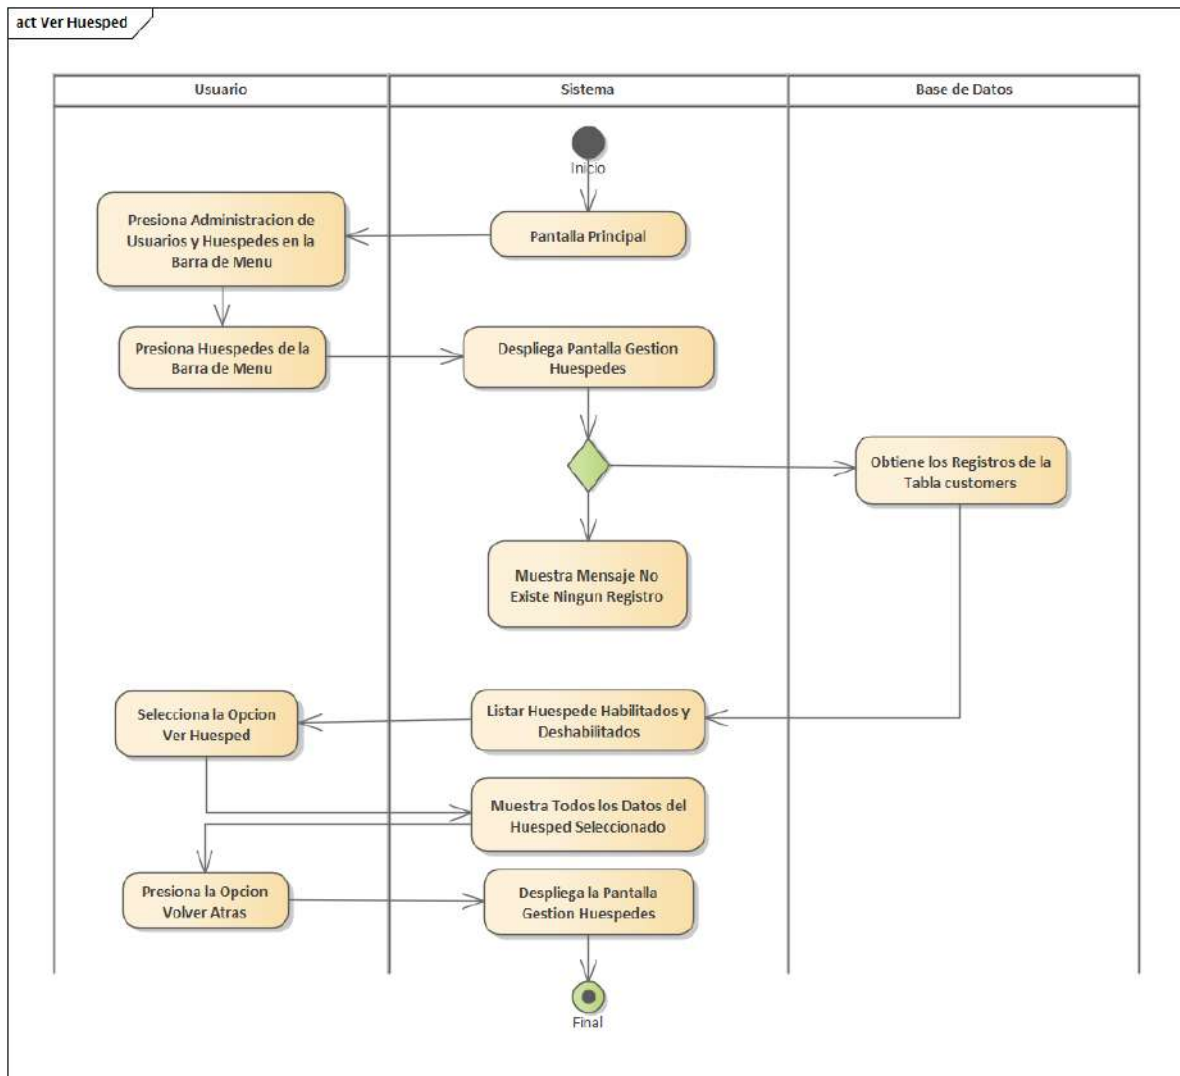 act Ver Huesped
Usuario
Sistema
Base de Datos
Inicio
Presiona Administracion de
Usuarios y Huespedes en la
Barra de Menu
Pantalla Principal
Presiona Huespedes de la
Barra de Menu
Despliega Pantalla Gestion
Huespedes
Obtiene los Registros de la
Tabla customers
Muestra Mensaje No
Existe Ningun Registro
Selecciona la Opcion
Ver Huesped
Listar Huespede Habilitados y
Deshabilitados
Muestra Todos los Datos del
Huesped Seleccionado
Presiona la Opcion
Volver Atras
Despliega la Pantalla
Gestion Huespedes
Final